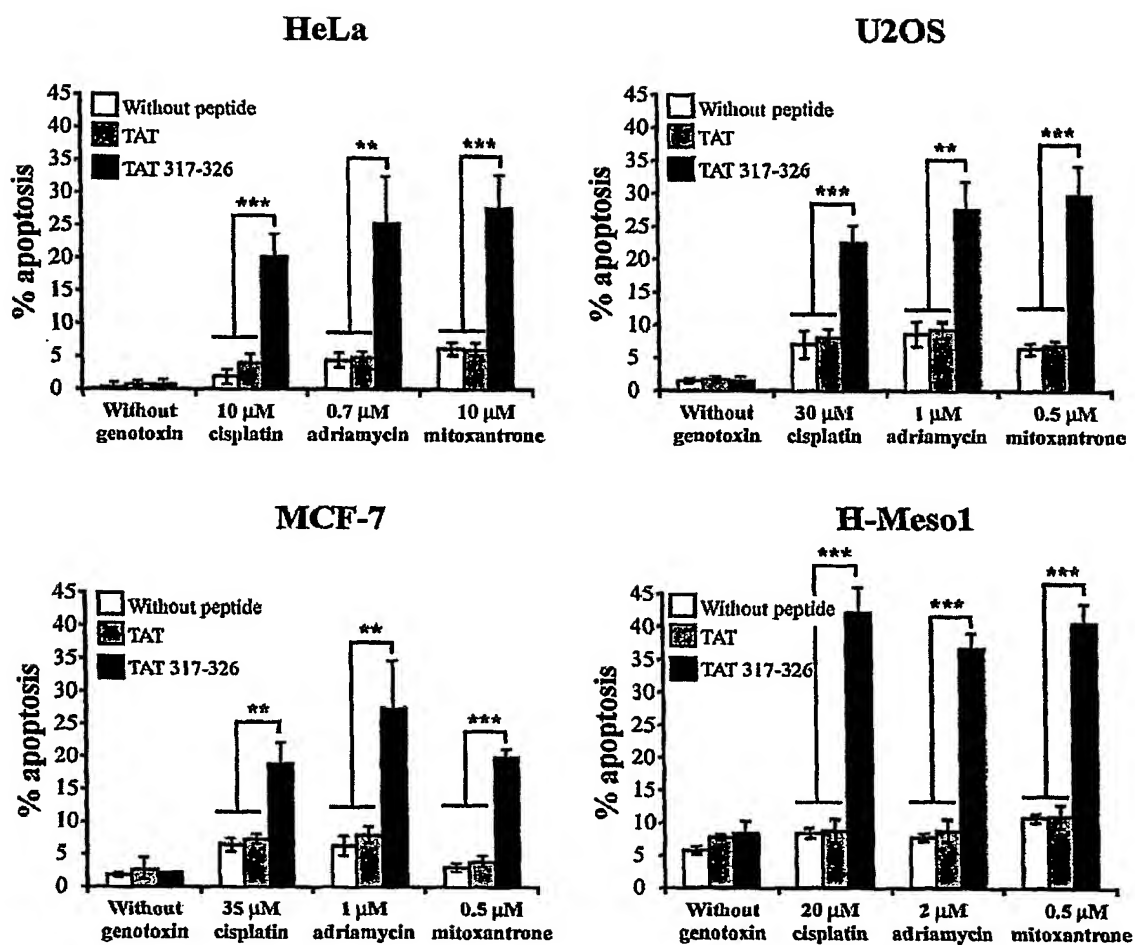 HeLa
45
40
35
30
25
20
15
10
5
0
% apoptosis
Without peptide
TAT
TAT 317-326
***
**
***
Without genotoxin
10 µM cisplatin
0.7 µM adriamycin
10 µM mitoxantrone
U2OS
45
40
35
30
25
20
15
10
5
0
% apoptosis
Without peptide
TAT
TAT 317-326
***
**
***
Without genotoxin
30 µM cisplatin
1 µM adriamycin
0.5 µM mitoxantrone
MCF-7
45
40
35
30
25
20
15
10
5
0
% apoptosis
Without peptide
TAT
TAT 317-326
**
**
***
Without genotoxin
35 µM cisplatin
1 µM adriamycin
0.5 µM mitoxantrone
H-Meso1
45
40
35
30
25
20
15
10
5
0
% apoptosis
Without peptide
TAT
TAT 317-326
***
***
***
Without genotoxin
20 µM cisplatin
2 µM adriamycin
0.5 µM mitoxantrone